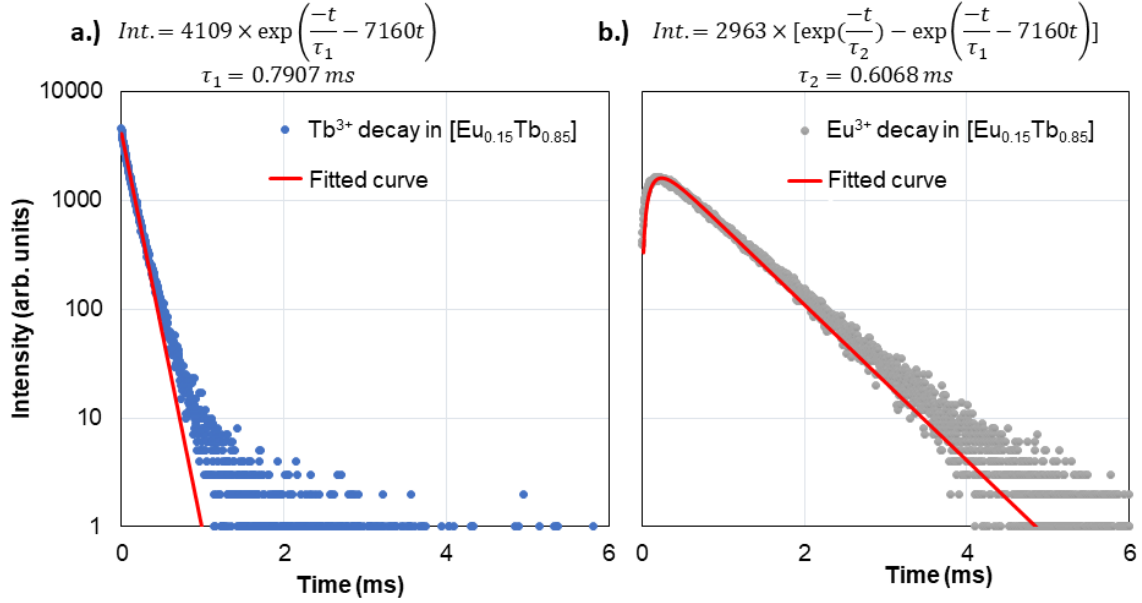 a.) Int. = 4109 × exp (−t/τ₁ − 7160t)
τ₁ = 0.7907 ms
b.) Int. = 2963 × [exp(−t/τ₂) − exp (−t/τ₁ − 7160t)]
τ₂ = 0.6068 ms
Intensity (arb. units)
10000
1000
100
10
1
Tb³⁺ decay in [Eu₀.₁₅Tb₀.₈₅]
Fitted curve
0 2 4 6
Time (ms)
Eu³⁺ decay in [Eu₀.₁₅Tb₀.₈₅]
Fitted curve
0 2 4 6
Time (ms)